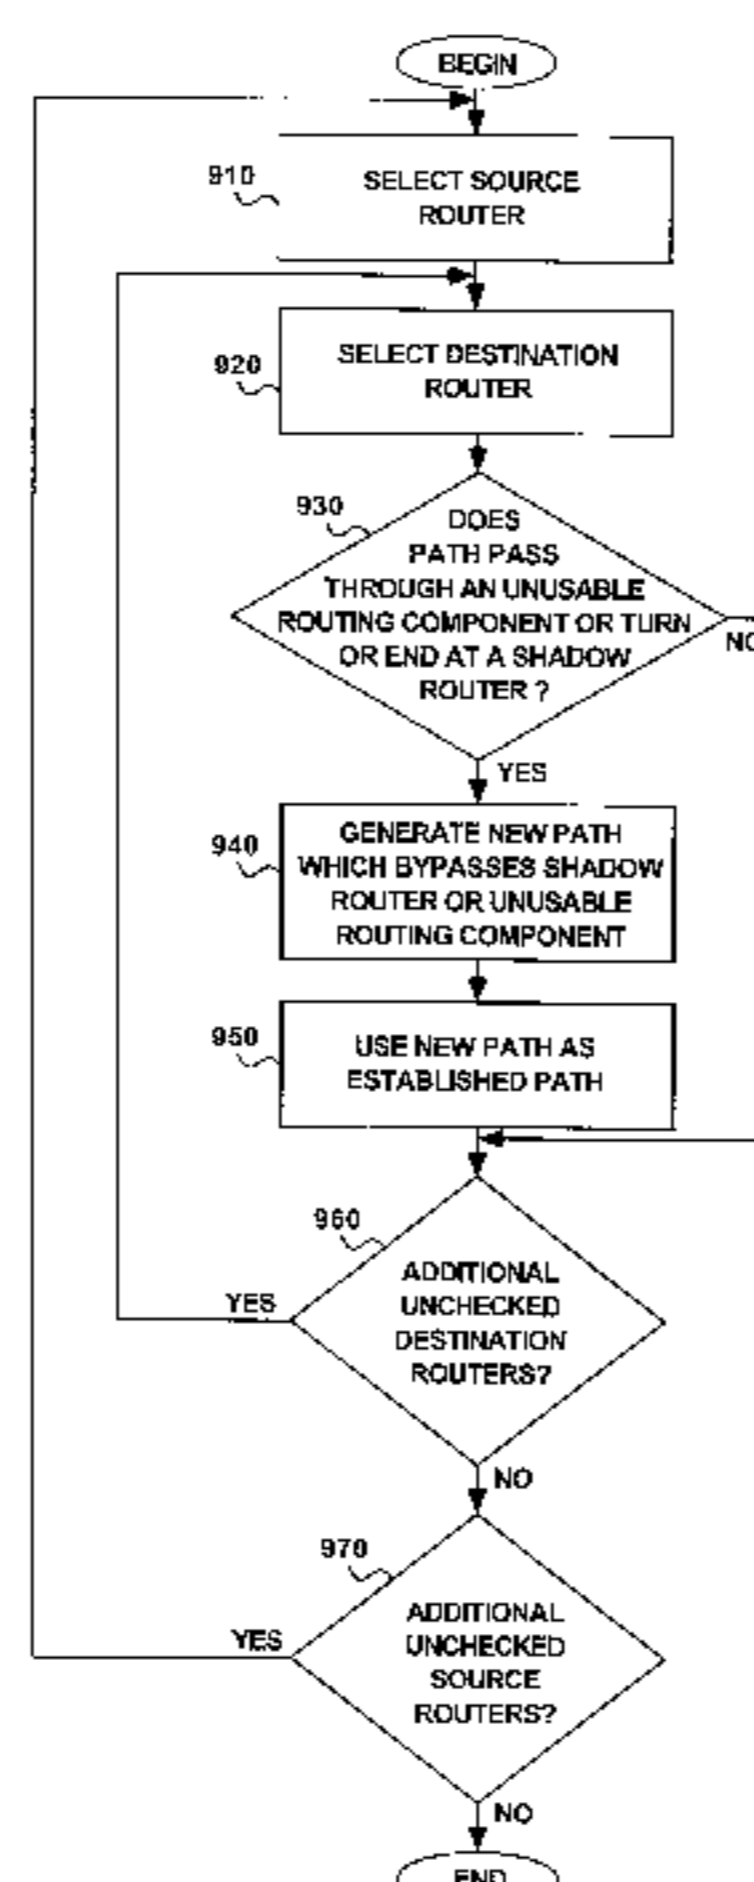 BEGIN
910
SELECT SOURCE
ROUTER
920
SELECT DESTINATION
ROUTER
930
DOES
PATH PASS
THROUGH AN UNUSABLE
ROUTING COMPONENT OR TURN
OR END AT A SHADOW
ROUTER ?
NO
YES
940
GENERATE NEW PATH
WHICH BYPASSES SHADOW
ROUTER OR UNUSABLE
ROUTING COMPONENT
950
USE NEW PATH AS
ESTABLISHED PATH
960
ADDITIONAL
UNCHECKED
DESTINATION
ROUTERS?
YES
NO
970
ADDITIONAL
UNCHECKED
SOURCE
ROUTERS?
YES
NO
END